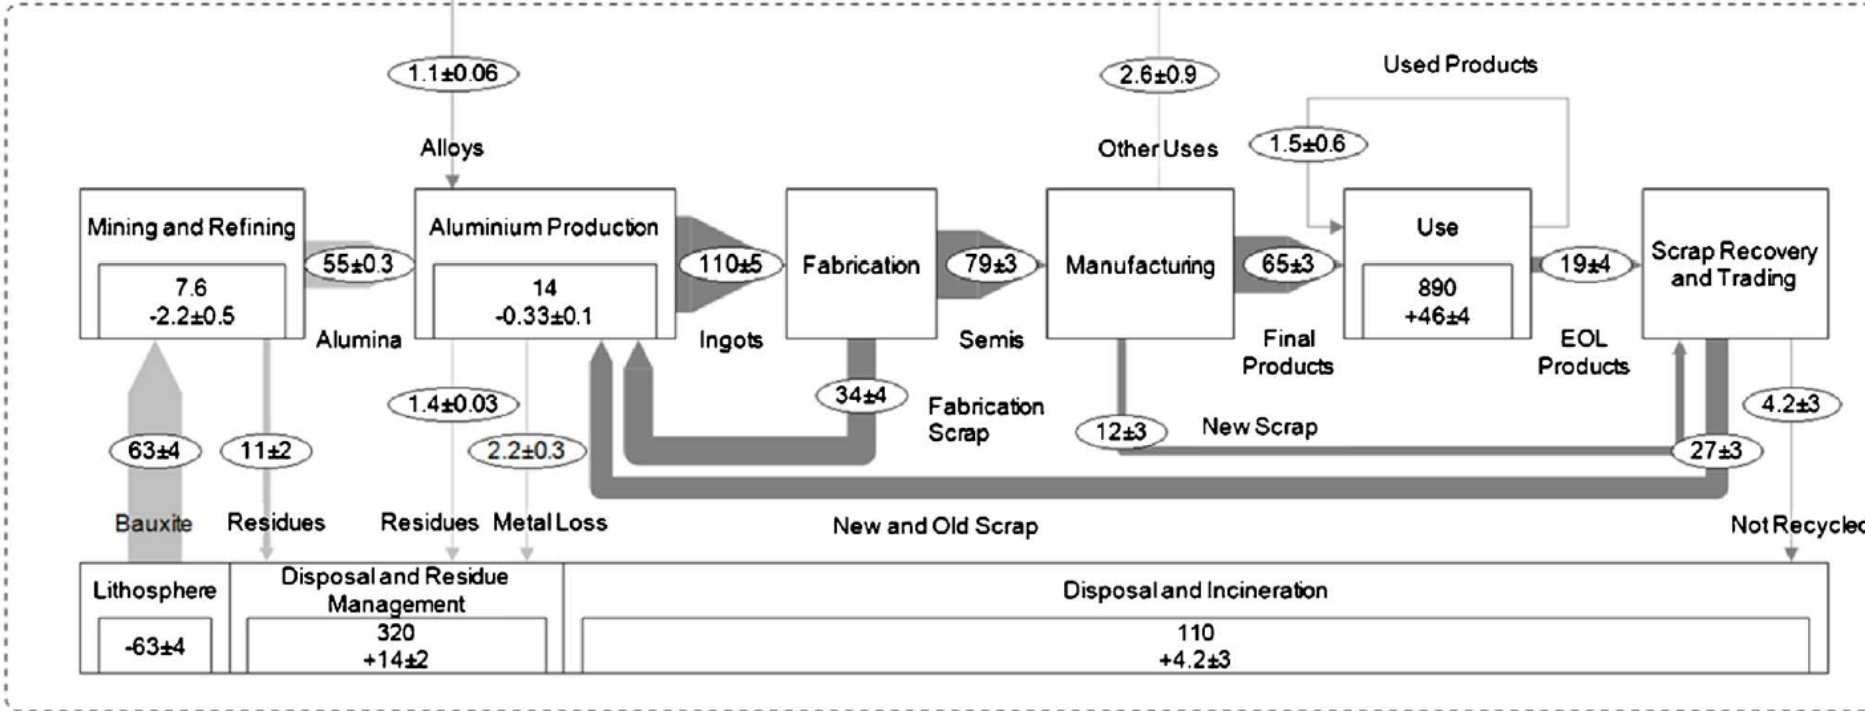 1.1±0.06
2.6±0.9
Used Products
1.5±0.6
Alloys
Other Uses
Mining and Refining
7.6
-2.2±0.5
55±0.3
Alumina
Aluminium Production
14
-0.33±0.1
110±5
Ingots
Fabrication
79±3
Semis
Manufacturing
65±3
Final
Products
Use
890
+46±4
19±4
EOL
Products
Scrap Recovery
and Trading
63±4
Bauxite
11±2
Residues
1.4±0.03
Residues
2.2±0.3
Metal Loss
34±4
Fabrication
Scrap
12±3
New Scrap
27±3
New and Old Scrap
4.2±3
Not Recycled
Lithosphere
-63±4
Disposal and Residue
Management
320
+14±2
Disposal and Incineration
110
+4.2±3